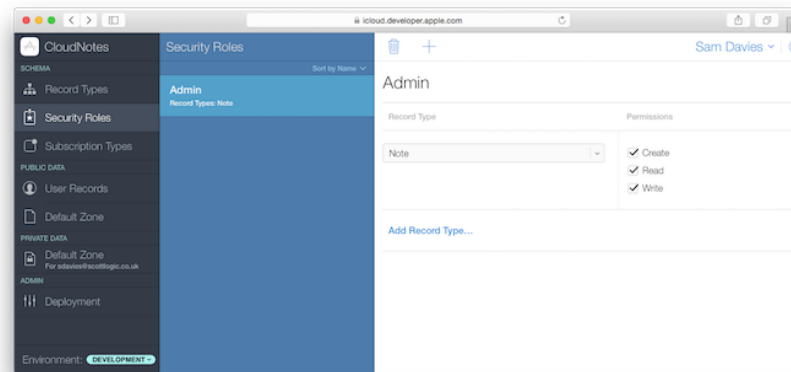 icloud.developer.apple.com
CloudNotes
SCHEMA
Record Types
Security Roles
Subscription Types
PUBLIC DATA
User Records
Default Zone
PRIVATE DATA
Default Zone
For sdavies@scottlogic.co.uk
ADMIN
Deployment
Environment: DEVELOPMENT
Security Roles
Sort by Name
Admin
Record Types: Note
Sam Davies
Admin
Record Type Permissions
Note
Create
Read
Write
Add Record Type...